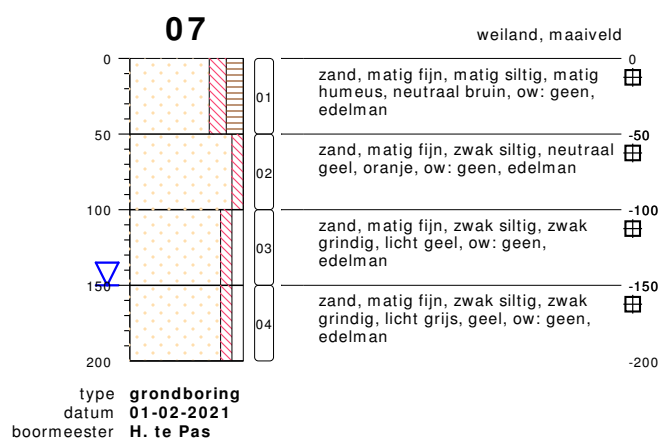 07
weiland, maaiveld
0
0
01
zand, matig fijn, matig siltig, matig
humeus, neutraal bruin, ow: geen,
edelman
50
-50
02
zand, matig fijn, zwak siltig, neutraal
geel, oranje, ow: geen, edelman
100
-100
03
zand, matig fijn, zwak siltig, zwak
grindig, licht geel, ow: geen,
edelman
150
-150
04
zand, matig fijn, zwak siltig, zwak
grindig, licht grijs, geel, ow: geen,
edelman
200
-200
type grondboring
datum 01-02-2021
boormeester H. te Pas